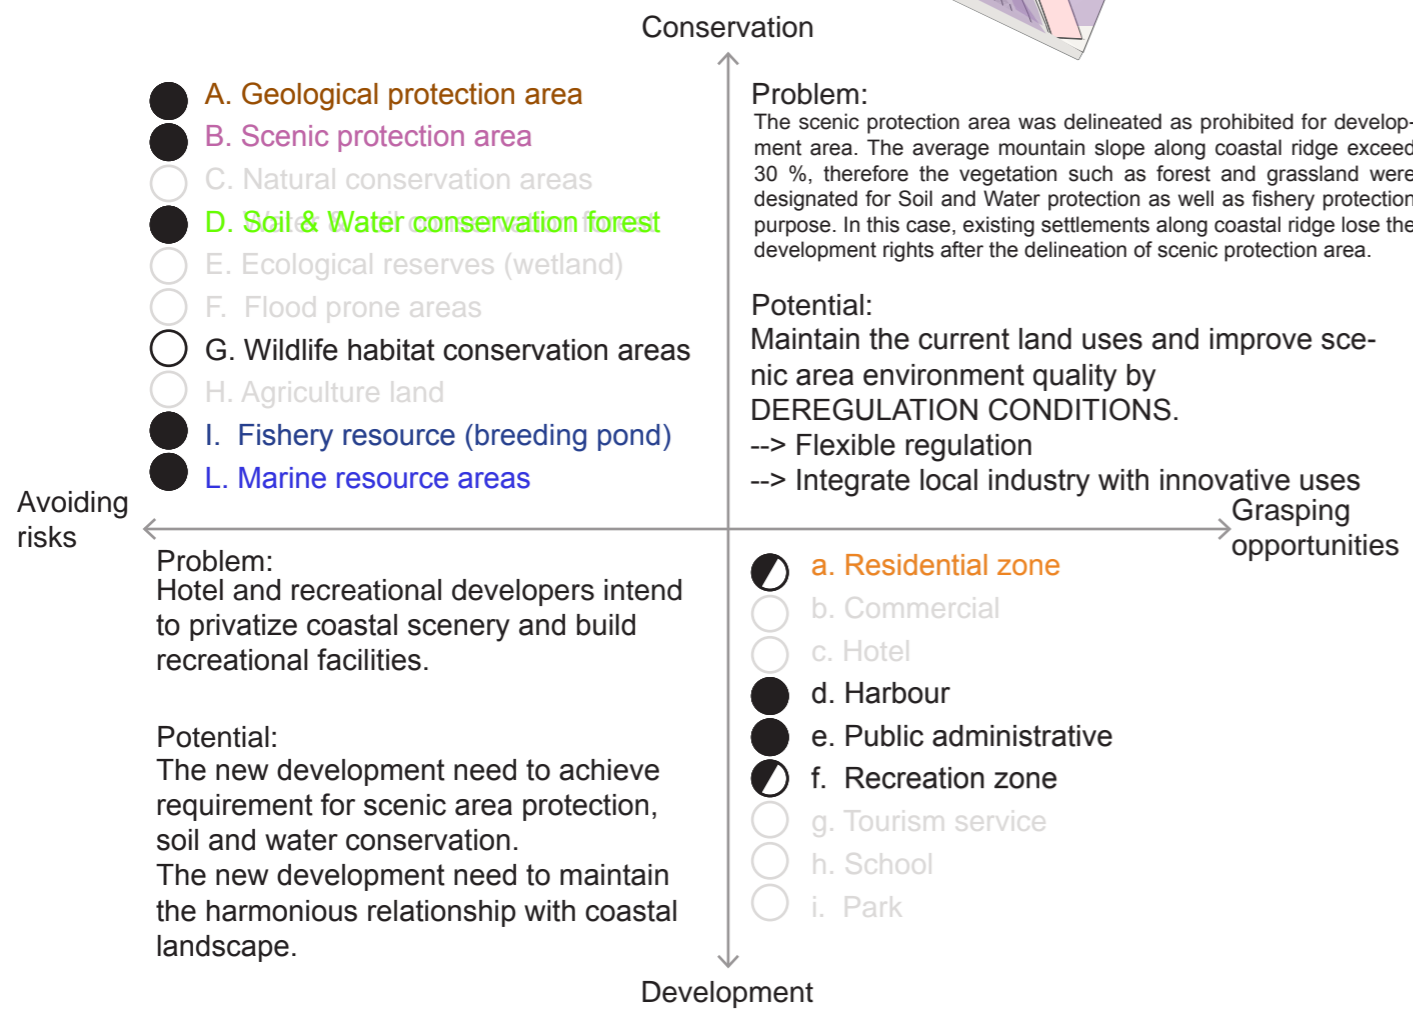 Conservation
A. Geological protection area
B. Scenic protection area
C. Natural conservation areas
D. Soil & Water conservation forest
E. Ecological reserves (wetland)
F. Flood prone areas
G. Wildlife habitat conservation areas
H. Agriculture land
I. Fishery resource (breeding pond)
L. Marine resource areas
Problem:
The scenic protection area was delineated as prohibited for develop-
ment area. The average mountain slope along coastal ridge exceed
30 %, therefore the vegetation such as forest and grassland were
designated for Soil and Water protection as well as fishery protection
purpose. In this case, existing settlements along coastal ridge lose the
development rights after the delineation of scenic protection area.
Potential:
Maintain the current land uses and improve sce-
nic area environment quality by
DEREGULATION CONDITIONS.
--> Flexible regulation
--> Integrate local industry with innovative uses
Avoiding
risks
Grasping
opportunities
Problem:
Hotel and recreational developers intend
to privatize coastal scenery and build
recreational facilities.
Potential:
The new development need to achieve
requirement for scenic area protection,
soil and water conservation.
The new development need to maintain
the harmonious relationship with coastal
landscape.
a. Residential zone
b. Commercial
c. Hotel
d. Harbour
e. Public administrative
f. Recreation zone
g. Tourism service
h. School
i. Park
Development